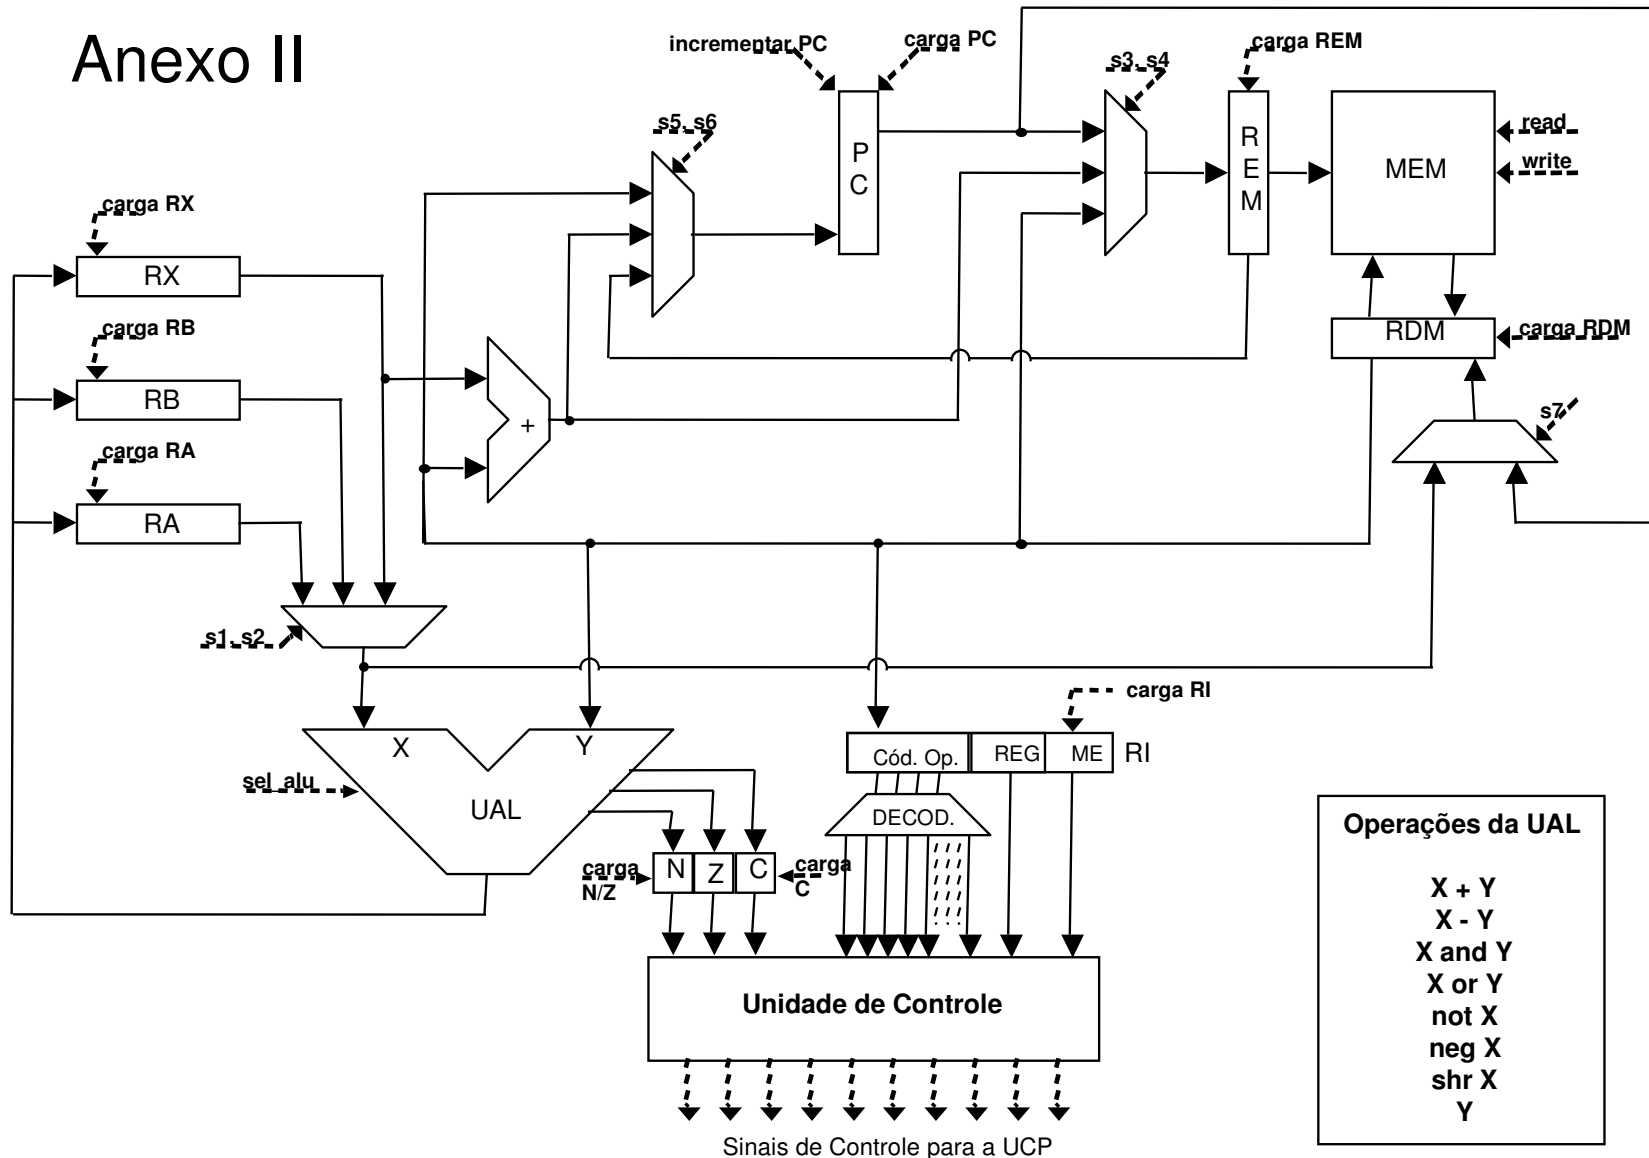 Anexo II
incrementar PC
carga PC
s3, s4
carga REM
s5, s6
P
C
R
E
M
MEM
read
write
carga RX
RX
carga RB
RB
carga RA
RA
+
RDM
carga RDM
s7
s1, s2
X
Y
UAL
sel_alu
carga RI
Cód. Op.
REG
ME
RI
DECOD.
carga
N/Z
N
Z
C
carga
C
Unidade de Controle
Sinais de Controle para a UCP
Operações da UAL
X + Y
X - Y
X and Y
X or Y
not X
neg X
shr X
Y